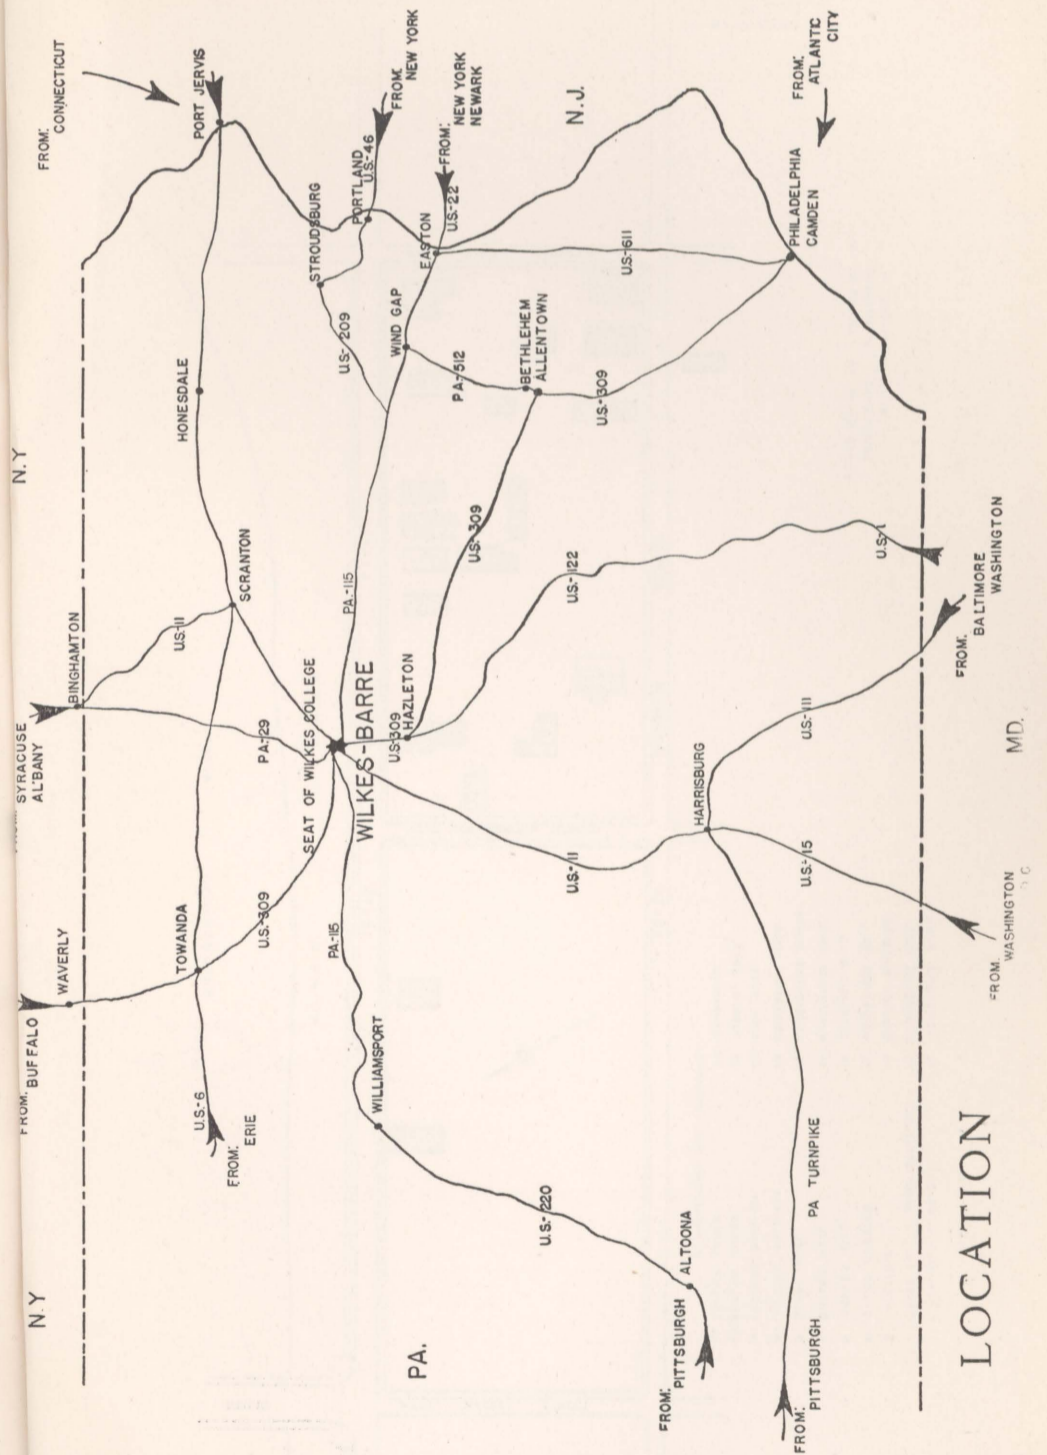 N.Y
N.Y
FROM:
BUFFALO
WAVERLY
SYRACUSE
ALBANY
BINGHAMTON
FROM:
CONNECTICUT
PORT JERVIS
U.S.-6
FROM:
ERIE
TOWANDA
U.S.-309
PA.-29
U.S.-11
SCRANTON
HONESDALE
SEAT OF WILKES COLLEGE
WILKES-BARRE
PA.-115
PA.-115
U.S.-209
STROUDSBURG
PORTLAND
U.S.-46
FROM:
NEW YORK
WIND GAP
EASTON
U.S.-22
FROM:
NEW YORK
NEWARK
WILLIAMSPORT
U.S.-309
HAZLETON
U.S.-309
PA.-512
BETHLEHEM
ALLENTOWN
N.J.
PA.
U.S.-220
U.S.-11
U.S.-122
U.S.-309
U.S.-611
ALTOONA
FROM:
PITTSBURGH
HARRISBURG
PHILADELPHIA
CAMDEN
FROM:
ATLANTIC
CITY
FROM:
PITTSBURGH
PA TURNPIKE
U.S.-15
U.S.-111
U.S.-1
FROM:
BALTIMORE
WASHINGTON
FROM:
WASHINGTON
D C
MD.
LOCATION